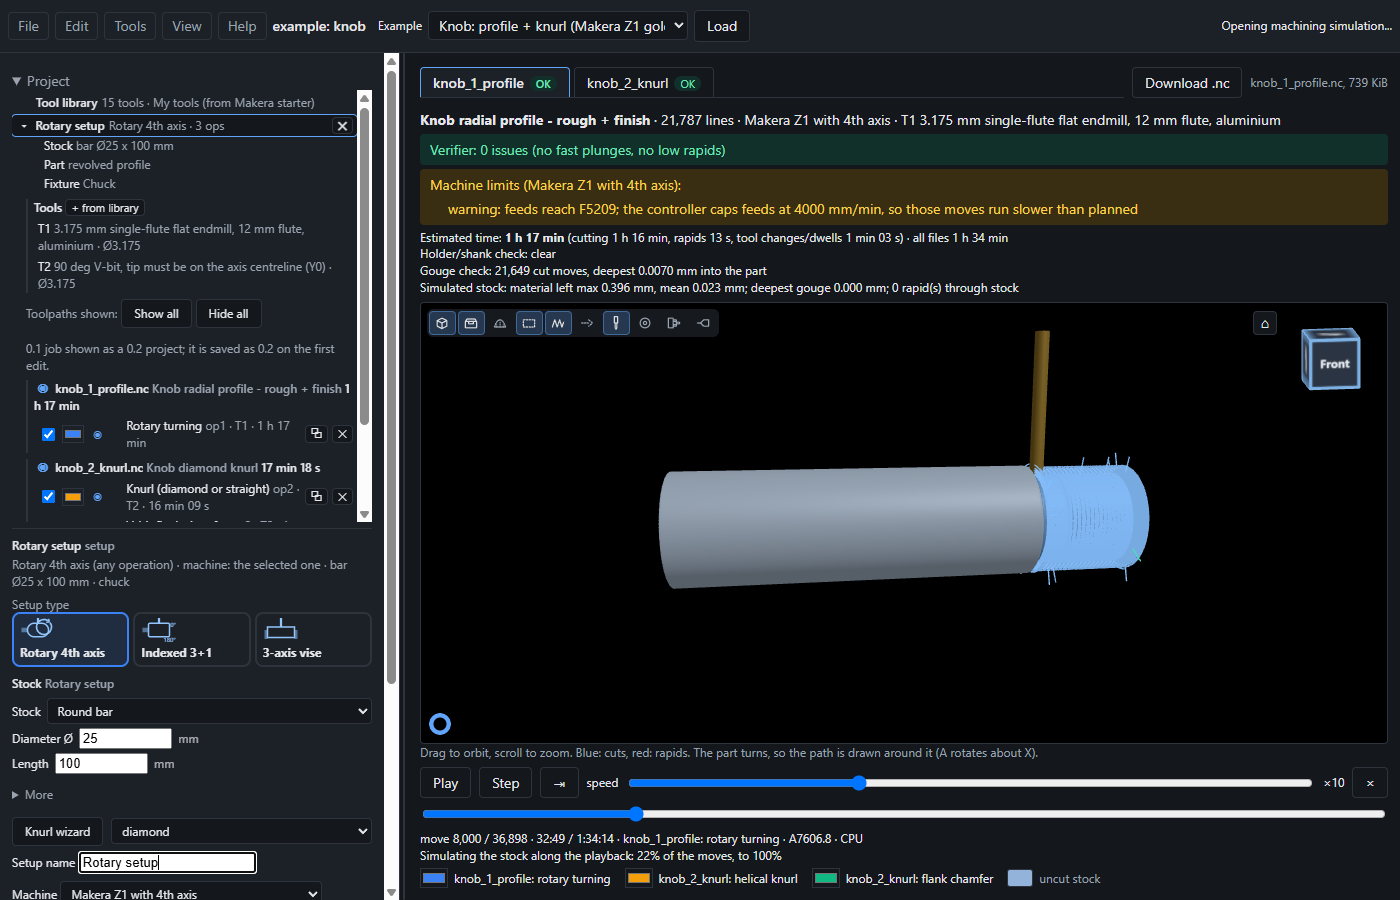 File Edit Tools View Help example: knob Example Knob: profile + knurl (Makera Z1 gol Load Opening machining simulation...
Project
Tool library 15 tools · My tools (from Makera starter)
Rotary setup Rotary 4th axis · 3 ops
Stock bar Ø25 x 100 mm
Part revolved profile
Fixture Chuck
Tools + from library
T1 3.175 mm single-flute flat endmill, 12 mm flute,
aluminium · Ø3.175
T2 90 deg V-bit, tip must be on the axis centreline (Y0) ·
Ø3.175
Toolpaths shown: Show all Hide all
0.1 job shown as a 0.2 project; it is saved as 0.2 on the first
edit.
knob_1_profile.nc Knob radial profile - rough + finish 1
h 17 min
Rotary turning op1 · T1 · 1 h 17
min
knob_2_knurl.nc Knob diamond knurl 17 min 18 s
Knurl (diamond or straight) op2 ·
T2 · 16 min 09 s
Rotary setup setup
Rotary 4th axis (any operation) · machine: the selected one · bar
Ø25 x 100 mm · chuck
Setup type
Rotary 4th axis Indexed 3+1 3-axis vise
Stock Rotary setup
Stock Round bar
Diameter Ø 25 mm
Length 100 mm
More
Knurl wizard diamond
Setup name Rotary setup
Machine Makera Z1 with 4th axis
knob_1_profile OK knob_2_knurl OK Download .nc knob_1_profile.nc, 739 KiB
Knob radial profile - rough + finish · 21,787 lines · Makera Z1 with 4th axis · T1 3.175 mm single-flute flat endmill, 12 mm flute, aluminium
Verifier: 0 issues (no fast plunges, no low rapids)
Machine limits (Makera Z1 with 4th axis):
warning: feeds reach F5209; the controller caps feeds at 4000 mm/min, so those moves run slower than planned
Estimated time: 1 h 17 min (cutting 1 h 16 min, rapids 13 s, tool changes/dwells 1 min 03 s) · all files 1 h 34 min
Holder/shank check: clear
Gouge check: 21,649 cut moves, deepest 0.0070 mm into the part
Simulated stock: material left max 0.396 mm, mean 0.023 mm; deepest gouge 0.000 mm; 0 rapid(s) through stock
Front
Drag to orbit, scroll to zoom. Blue: cuts, red: rapids. The part turns, so the path is drawn around it (A rotates about X).
Play Step speed ×10 ×
move 8,000 / 36,898 · 32:49 / 1:34:14 · knob_1_profile: rotary turning · A7606.8 · CPU
Simulating the stock along the playback: 22% of the moves, to 100%
knob_1_profile: rotary turning knob_2_knurl: helical knurl knob_2_knurl: flank chamfer uncut stock